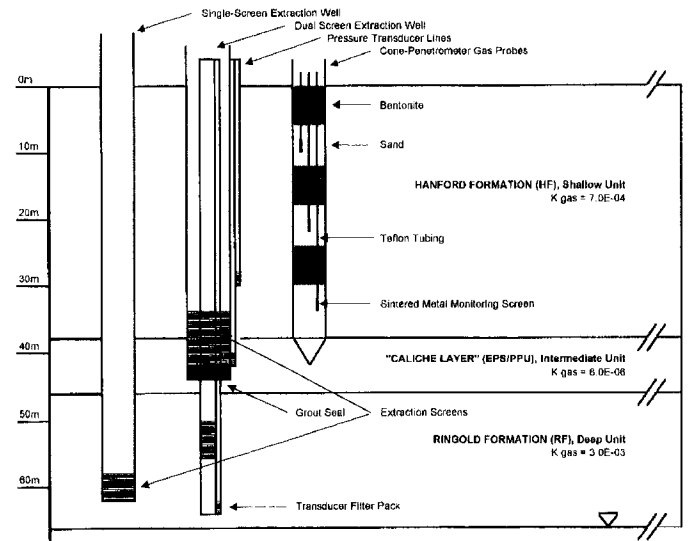 Single-Screen Extraction Well
Dual Screen Extraction Well
Pressure Transducer Lines
Cone-Penetrometer Gas Probes
0m
Bentonite
10m
Sand
HANFORD FORMATION (HF), Shallow Unit
K gas = 7.0E-04
20m
Teflon Tubing
30m
Sintered Metal Monitoring Screen
40m
"CALICHE LAYER" (EPS/PPU), Intermediate Unit
K gas = 6.0E-06
Grout Seal
Extraction Screens
50m
RINGOLD FORMATION (RF), Deep Unit
K gas = 3.0E-03
60m
Transducer Filter Pack